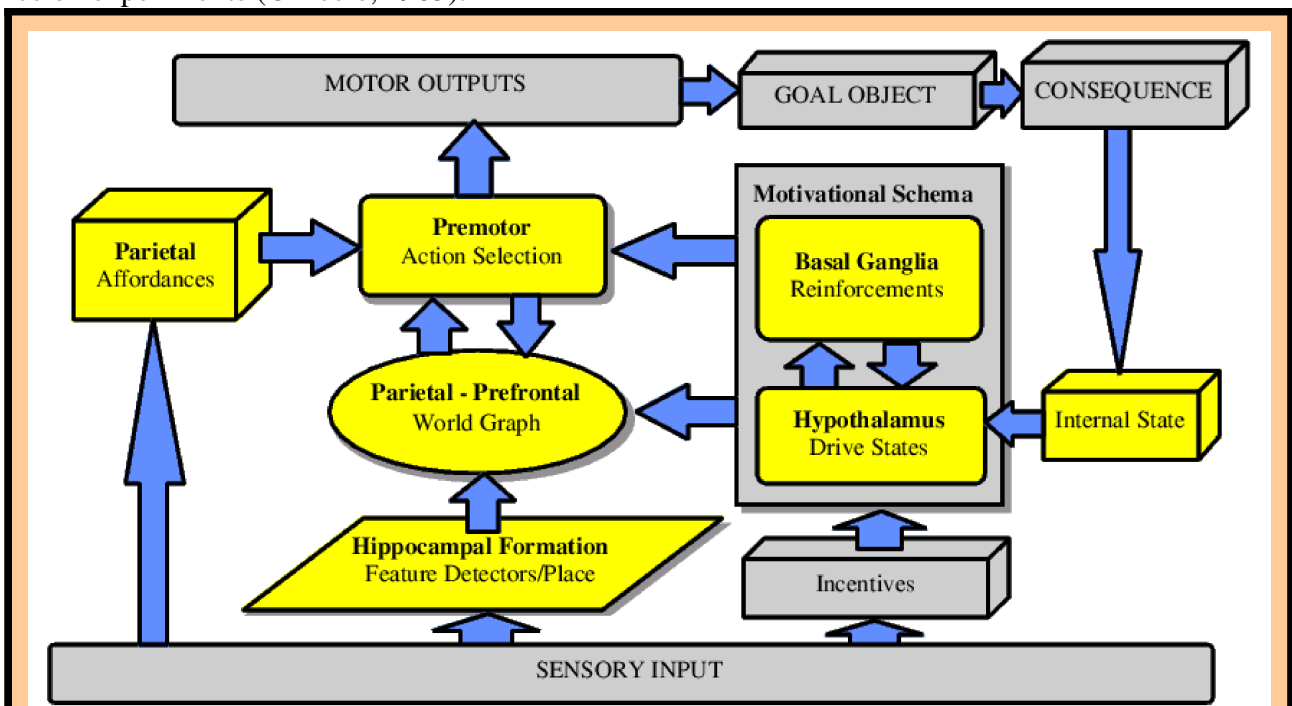 MOTOR OUTPUTS
GOAL OBJECT
CONSEQUENCE
Motivational Schema
Parietal
Affordances
Premotor
Action Selection
Basal Ganglia
Reinforcements
Parietal - Prefrontal
World Graph
Hypothalamus
Drive States
Internal State
Hippocampal Formation
Feature Detectors/Place
Incentives
SENSORY INPUT